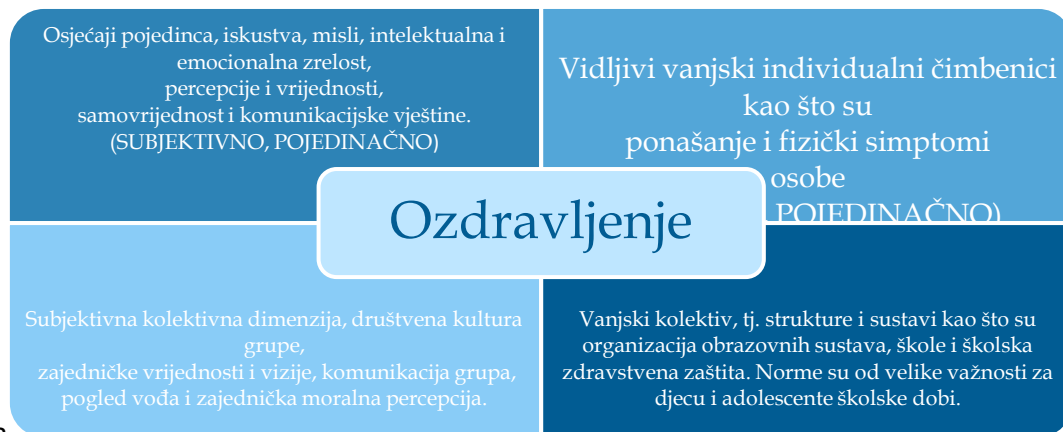 Osjećaji pojedinca, iskustva, misli, intelektualna i
emocionalna zrelost,
percepcije i vrijednosti,
samovrijednost i komunikacijske vještine.
(SUBJEKTIVNO, POJEDINAČNO)
Vidljivi vanjski individualni čimbenici
kao što su
ponašanje i fizički simptomi
osobe
POJEDINAČNO)
Ozdravljenje
Subjektivna kolektivna dimenzija, društvena kultura
grupe,
zajedničke vrijednosti i vizije, komunikacija grupa,
pogled vođa i zajednička moralna percepcija.
Vanjski kolektiv, tj. strukture i sustavi kao što su
organizacija obrazovnih sustava, škole i školska
zdravstvena zaštita. Norme su od velike važnosti za
djecu i adolescente školske dobi.